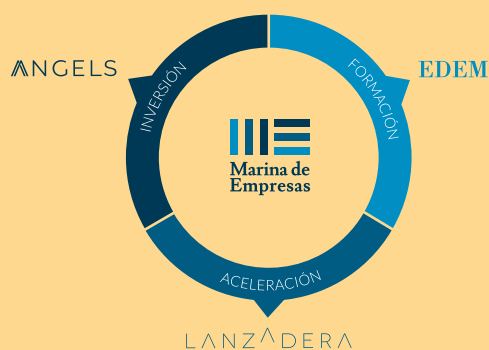 ANGELS
INVERSIÓN
FORMACIÓN
EDEM
Marina de
Empresas
ACELERACIÓN
LANZADERA